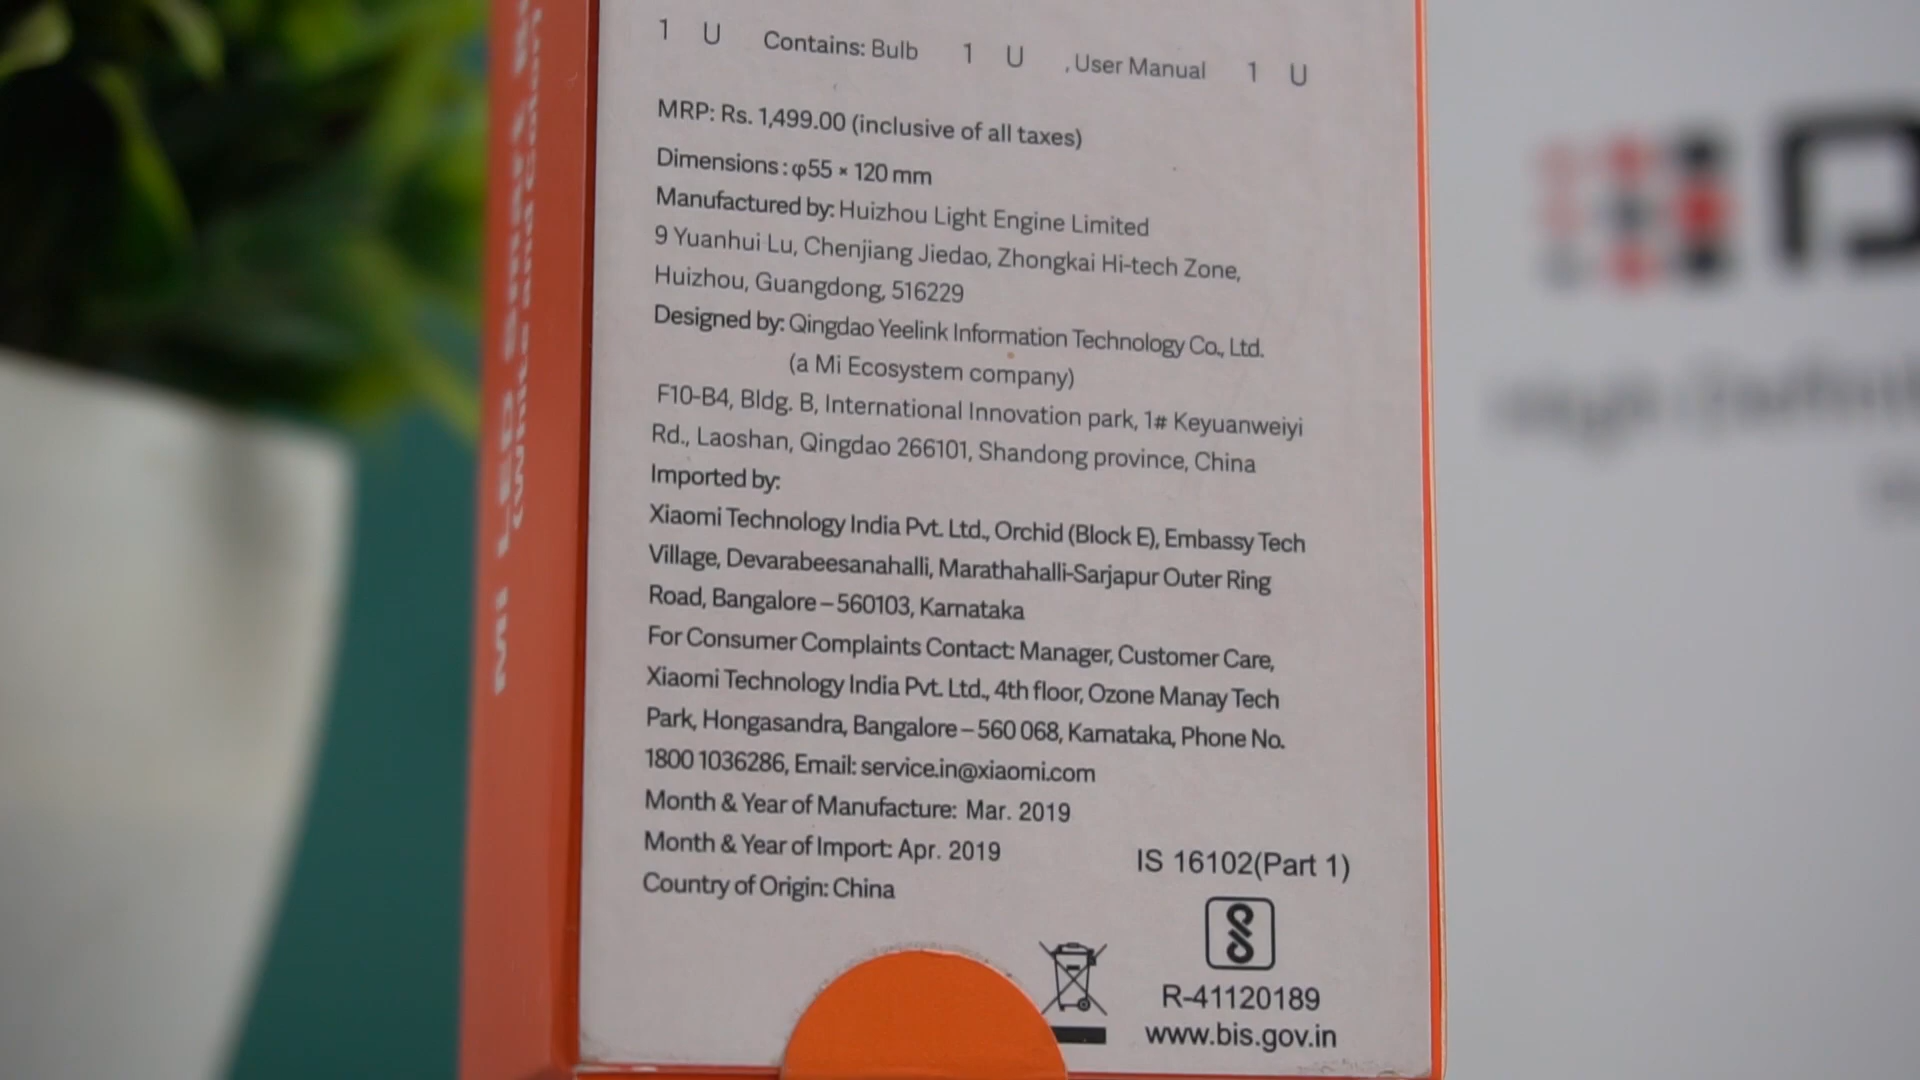 1 U Contains: Bulb 1 U , User Manual 1 U
MRP: Rs. 1,499.00 (inclusive of all taxes)
Dimensions : φ55 × 120 mm
Manufactured by: Huizhou Light Engine Limited
9 Yuanhui Lu, Chenjiang Jiedao, Zhongkai Hi-tech Zone,
Huizhou, Guangdong, 516229
Designed by: Qingdao Yeelink Information Technology Co., Ltd.
(a Mi Ecosystem company)
F10-B4, Bldg. B, International Innovation park, 1# Keyuanweiyi
Rd., Laoshan, Qingdao 266101, Shandong province, China
Imported by:
Xiaomi Technology India Pvt. Ltd., Orchid (Block E), Embassy Tech
Village, Devarabeesanahalli, Marathahalli-Sarjapur Outer Ring
Road, Bangalore – 560103, Karnataka
For Consumer Complaints Contact: Manager, Customer Care,
Xiaomi Technology India Pvt. Ltd., 4th floor, Ozone Manay Tech
Park, Hongasandra, Bangalore – 560 068, Karnataka, Phone No.
1800 1036286, Email: service.in@xiaomi.com
Month & Year of Manufacture: Mar. 2019
Month & Year of Import: Apr. 2019
Country of Origin: China
IS 16102(Part 1)
R-41120189
www.bis.gov.in
MI LED Smart
(White and Color